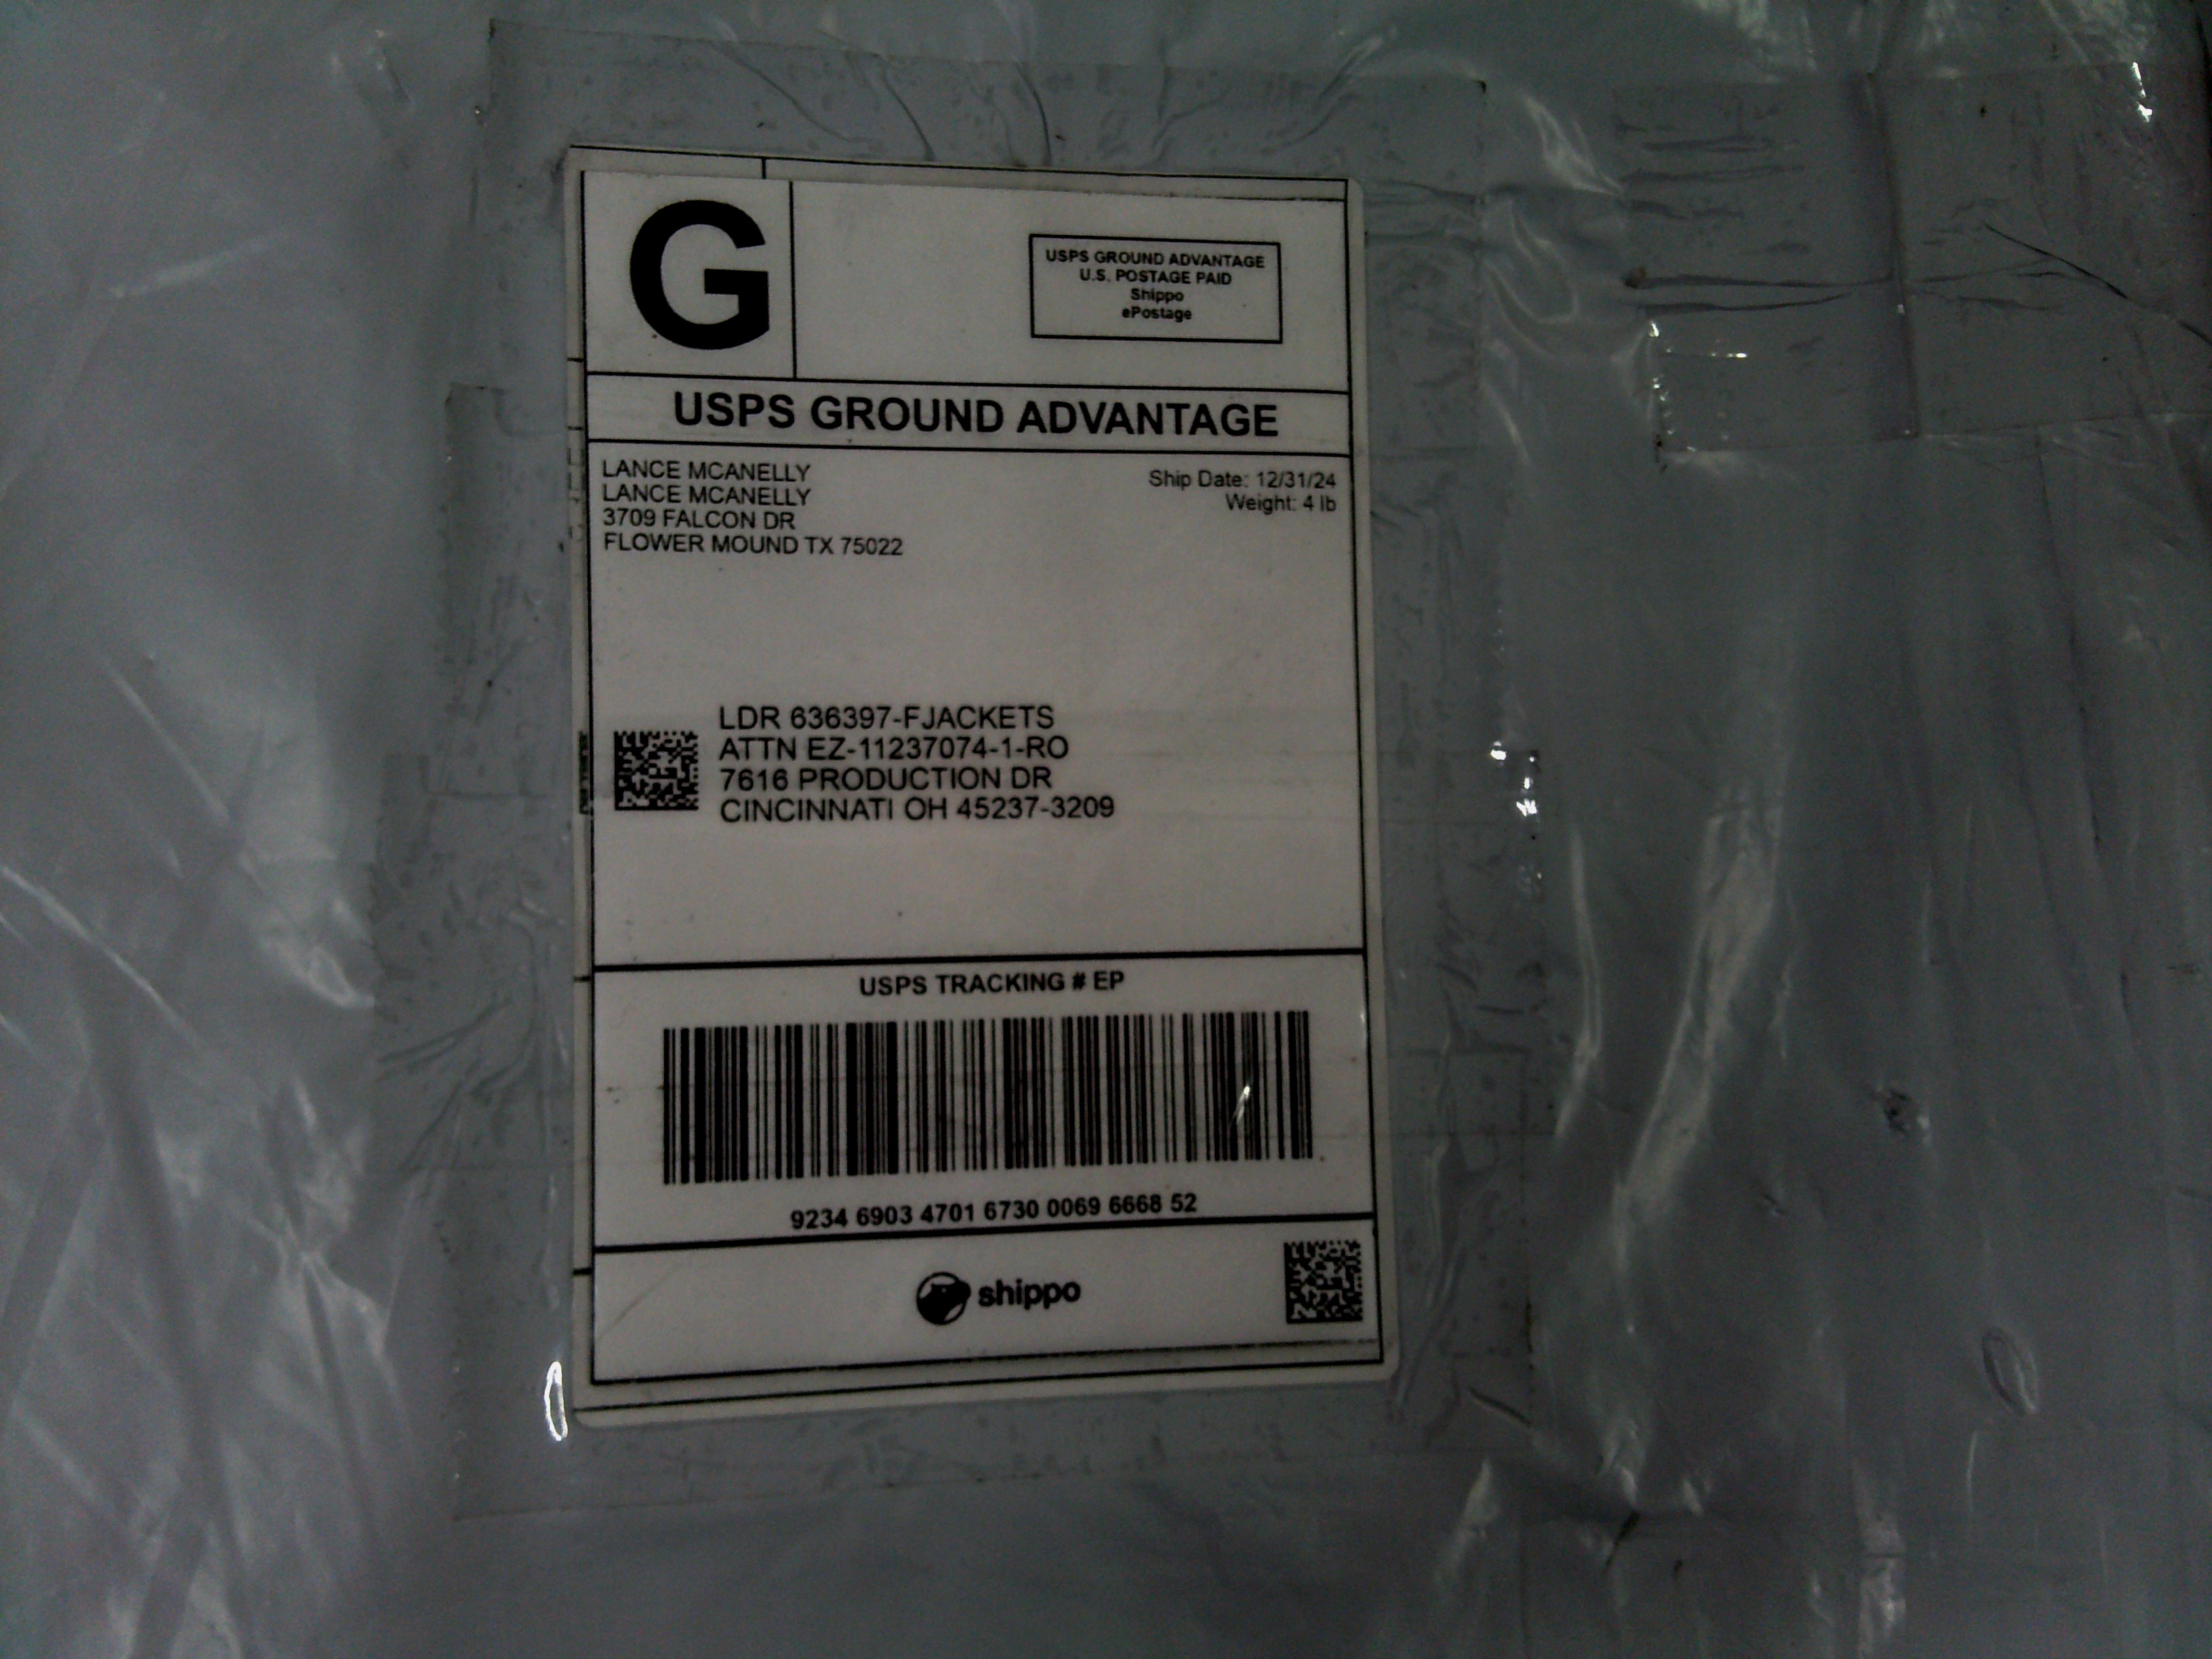 G
USPS GROUND ADVANTAGE
U.S. POSTAGE PAID
Shippo
ePostage
USPS GROUND ADVANTAGE
LANCE MCANELLY
LANCE MCANELLY
3709 FALCON DR
FLOWER MOUND TX 75022
Ship Date: 12/31/24
Weight: 4 lb
LDR 636397-FJACKETS
ATTN EZ-11237074-1-RO
7616 PRODUCTION DR
CINCINNATI OH 45237-3209
USPS TRACKING # EP
9234 6903 4701 6730 0069 6668 52
shippo